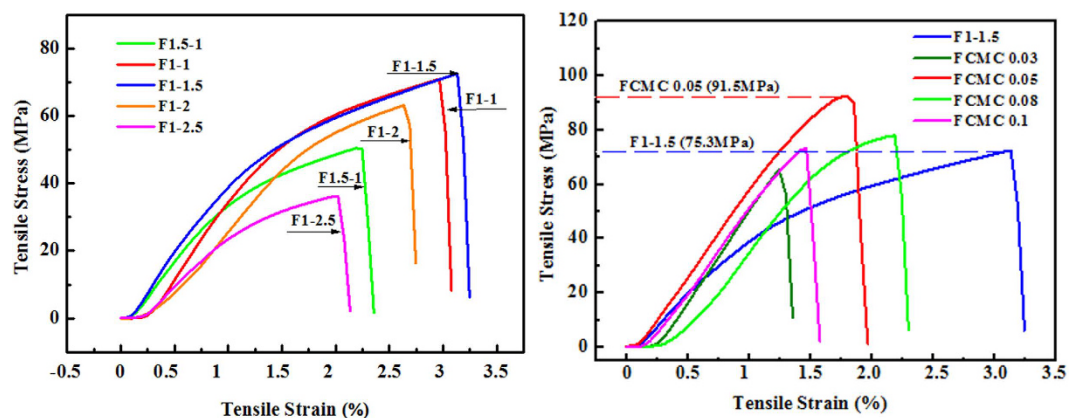 Tensile Stress (MPa)
80
60
40
20
0
F1.5-1
F1-1
F1-1.5
F1-2
F1-2.5
F1-1.5
F1-1
F1-2
F1.5-1
F1-2.5
-0.5 0 0.5 1.0 1.5 2.0 2.5 3.0 3.5
Tensile Strain (%)
Tensile Stress (MPa)
120
100
80
60
40
20
0
F1-1.5
FCMC 0.03
FCMC 0.05
FCMC 0.08
FCMC 0.1
FCMC 0.05 (91.5MPa)
F1-1.5 (75.3MPa)
0 0.5 1.0 1.5 2.0 2.5 3.0 3.5
Tensile Strain (%)